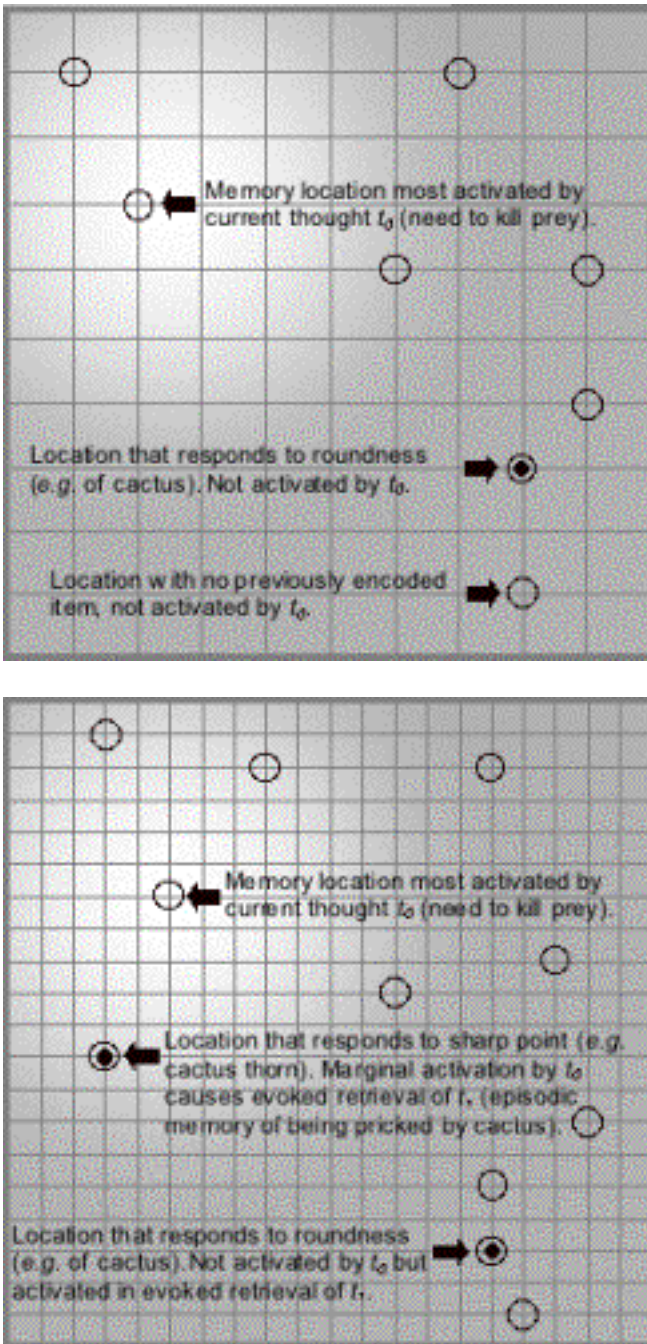 Memory location most activated by
current thought t₀ (need to kill prey).
Location that responds to roundness
(e.g. of cactus). Not activated by t₀.
Location with no previously encoded
item, not activated by t₀.
Memory location most activated by
current thought t₀ (need to kill prey).
Location that responds to sharp point (e.g.
cactus thorn). Marginal activation by t₀
causes evoked retrieval of t₁ (episodic
memory of being pricked by cactus).
Location that responds to roundness
(e.g. of cactus). Not activated by t₀ but
activated in evoked retrieval of t₁.